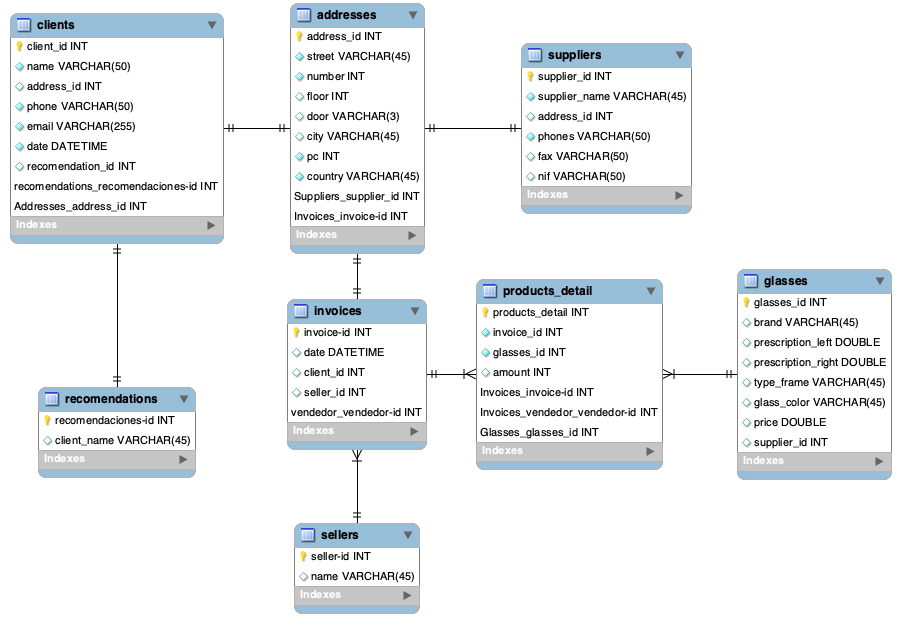 clients
client_id INT
name VARCHAR(50)
address_id INT
phone VARCHAR(50)
email VARCHAR(255)
date DATETIME
recomendation_id INT
recomendations_recomendaciones-id INT
Addresses_address_id INT
Indexes
addresses
address_id INT
street VARCHAR(45)
number INT
floor INT
door VARCHAR(3)
city VARCHAR(45)
pc INT
country VARCHAR(45)
Suppliers_supplier_id INT
Invoices_invoice-id INT
Indexes
suppliers
supplier_id INT
supplier_name VARCHAR(45)
address_id INT
phones VARCHAR(50)
fax VARCHAR(50)
nif VARCHAR(50)
Indexes
recomendations
recomendaciones-id INT
client_name VARCHAR(45)
Indexes
invoices
invoice-id INT
date DATETIME
client_id INT
seller_id INT
vendedor_vendedor-id INT
Indexes
products_detail
products_detail INT
invoice_id INT
glasses_id INT
amount INT
Invoices_invoice-id INT
Invoices_vendedor_vendedor-id INT
Glasses_glasses_id INT
Indexes
glasses
glasses_id INT
brand VARCHAR(45)
prescription_left DOUBLE
prescription_right DOUBLE
type_frame VARCHAR(45)
glass_color VARCHAR(45)
price DOUBLE
supplier_id INT
Indexes
sellers
seller-id INT
name VARCHAR(45)
Indexes